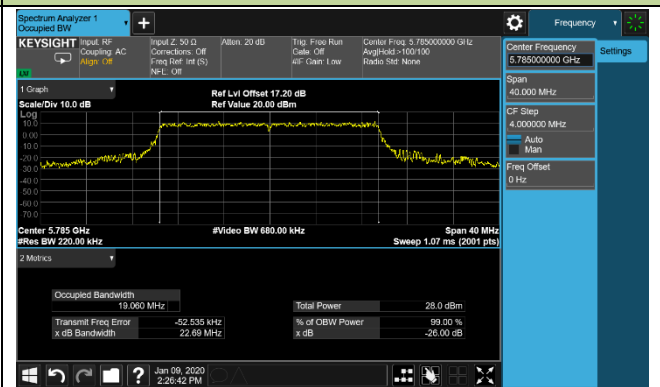 Spectrum Analyzer 1
Occupied BW
Frequency
KEYSIGHT
Input: RF
Coupling: AC
Align: Off
Input Z: 50 Ω
Corrections: Off
Freq Ref: Int (S)
NFE: Off
Atten: 20 dB
Trig: Free Run
Gate: Off
#IF Gain: Low
Center Freq: 5.785000000 GHz
Avg|Hold:>100/100
Radio Std: None
Center Frequency
5.785000000 GHz
Settings
Span
40.000 MHz
CF Step
4.000000 MHz
Auto
Man
Freq Offset
0 Hz
1 Graph
Scale/Div 10.0 dB
Ref Lvl Offset 17.20 dB
Ref Value 20.00 dBm
Log
10.0
0.00
-10.0
-20.0
-30.0
-40.0
-50.0
-60.0
-70.0
Center 5.785 GHz
#Res BW 220.00 kHz
#Video BW 680.00 kHz
Span 40 MHz
Sweep 1.07 ms (2001 pts)
2 Metrics
Occupied Bandwidth
19.060 MHz
Total Power 28.0 dBm
Transmit Freq Error -52.535 kHz
% of OBW Power 99.00 %
x dB Bandwidth 22.69 MHz
x dB -26.00 dB
?
Jan 09, 2020
2:26:42 PM